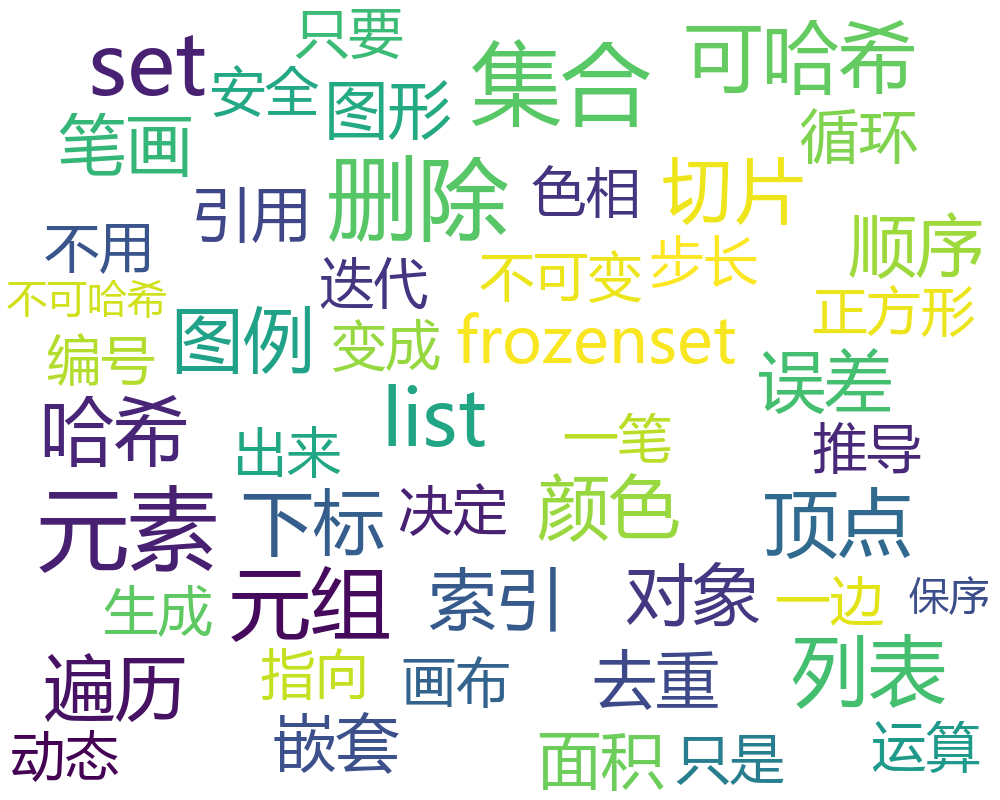 只要
set
安全
图形
集合
可哈希
笔画
循环
引用
删除
色相
切片
不用
迭代
不可变
步长
顺序
不可哈希
编号
图例
变成
frozenset
正方形
哈希
list
误差
出来
一笔
推导
元素
下标
决定
颜色
顶点
生成
元组
索引
对象
一边
保序
遍历
指向
画布
去重
列表
动态
嵌套
面积
只是
运算